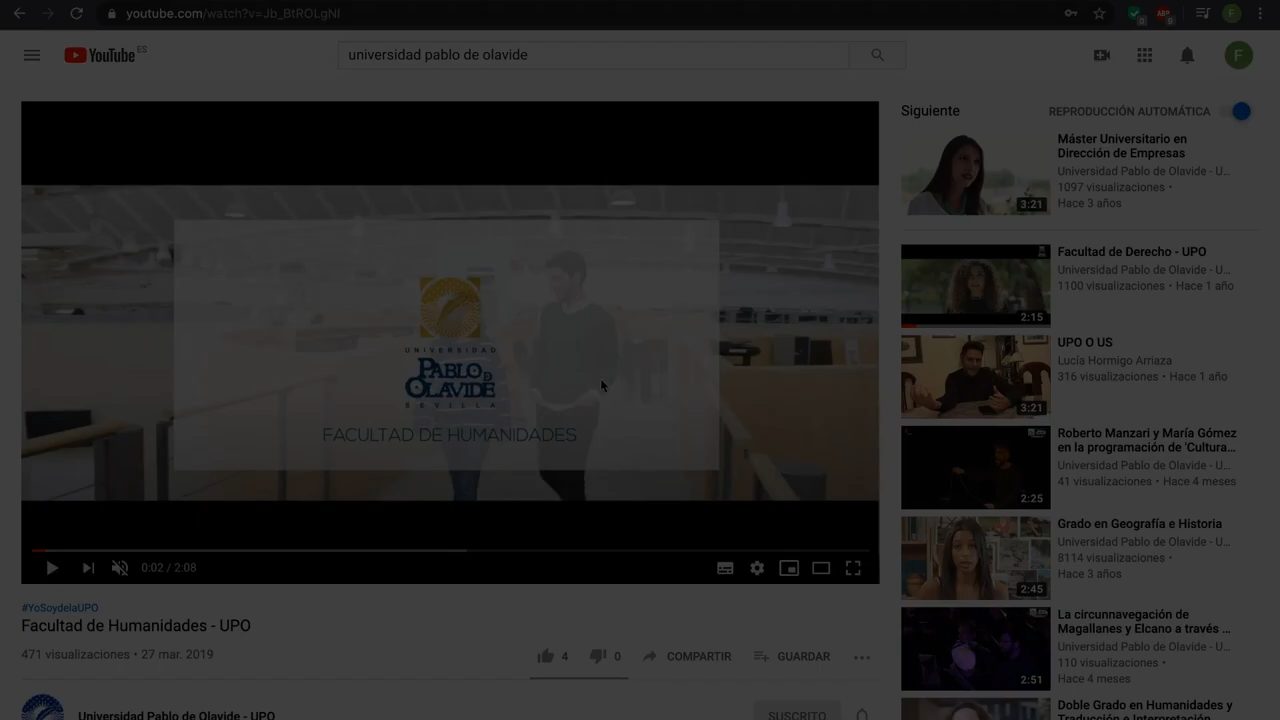 youtube.com/watch?v=Jb_BtROLgNI
0
ABP
0
F
YouTube ES
universidad pablo de olavide
F
UNIVERSIDAD
PABLO DE
OLAVIDE
SEVILLA
FACULTAD DE HUMANIDADES
0:02 / 2:08
#YoSoydelaUPO
Facultad de Humanidades - UPO
471 visualizaciones • 27 mar. 2019
4
0
COMPARTIR
GUARDAR
Universidad Pablo de Olavide - UPO
SUSCRITO
Siguiente
REPRODUCCIÓN AUTOMÁTICA
3:21
Máster Universitario en
Dirección de Empresas
Universidad Pablo de Olavide - U...
1097 visualizaciones •
Hace 3 años
2:15
Facultad de Derecho - UPO
Universidad Pablo de Olavide - U...
1100 visualizaciones • Hace 1 año
3:21
UPO O US
Lucía Hormigo Arriaza
316 visualizaciones • Hace 1 año
2:25
Roberto Manzari y María Gómez
en la programación de 'Cultura...
Universidad Pablo de Olavide - U...
41 visualizaciones • Hace 4 meses
2:45
Grado en Geografía e Historia
Universidad Pablo de Olavide - U...
8114 visualizaciones •
Hace 3 años
2:51
La circunnavegación de
Magallanes y Elcano a través ...
Universidad Pablo de Olavide - U...
110 visualizaciones •
Hace 4 meses
Doble Grado en Humanidades y
Traducción e Interpretación